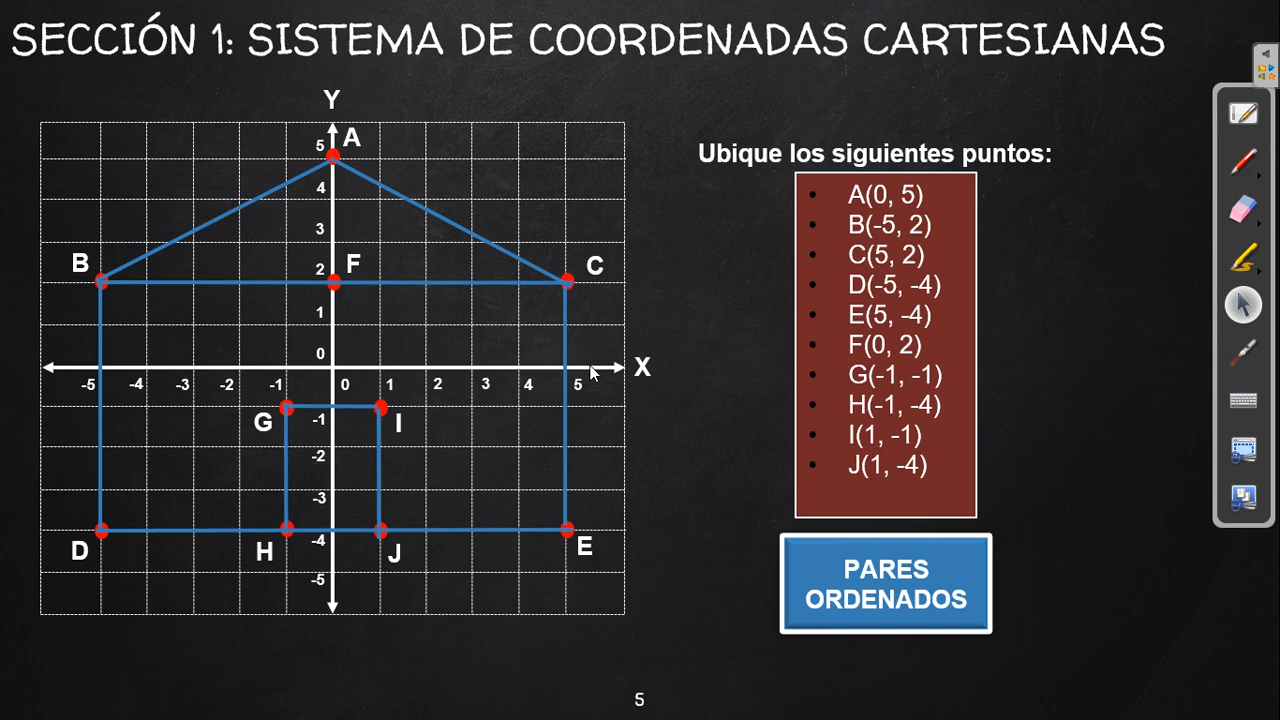 SECCIÓN 1: SISTEMA DE COORDENADAS CARTESIANAS
Y
5
A
4
3
B
2
F
C
1
0
X
-5 -4 -3 -2 -1 0 1 2 3 4 5
G
-1
I
-2
-3
D
H
-4
J
E
-5
Ubique los siguientes puntos:
• A(0, 5)
• B(-5, 2)
• C(5, 2)
• D(-5, -4)
• E(5, -4)
• F(0, 2)
• G(-1, -1)
• H(-1, -4)
• I(1, -1)
• J(1, -4)
PARES
ORDENADOS
5